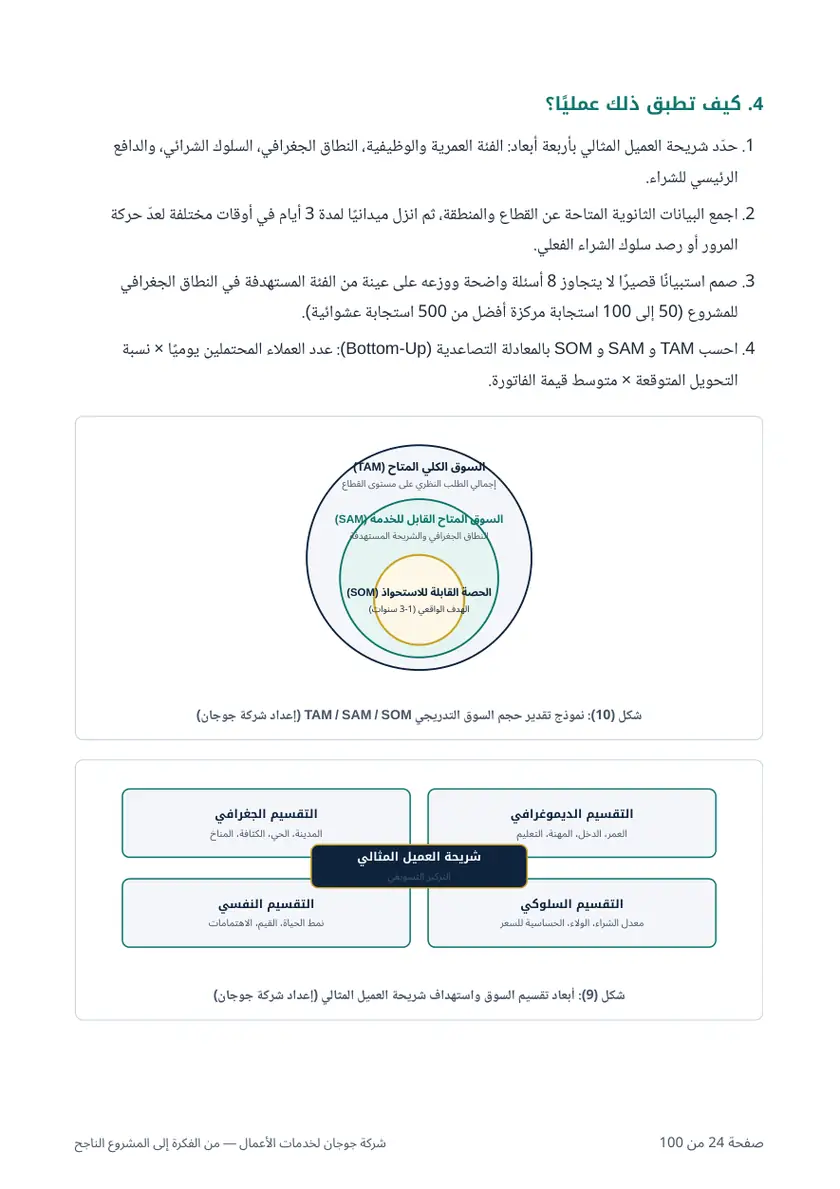 4. كيف تطبق ذلك عمليًا؟
1. حدّد شريحة العميل المثالي بأربعة أبعاد: الفئة العمرية والوظيفية، النطاق الجغرافي، السلوك الشرائي، والدافع
الرئيسي للشراء.
2. اجمع البيانات الثانوية المتاحة عن القطاع والمنطقة، ثم انزل ميدانيًا لمدة 3 أيام في أوقات مختلفة لعدّ حركة
المرور أو رصد سلوك الشراء الفعلي.
3. صمم استبيانًا قصيرًا لا يتجاوز 8 أسئلة واضحة ووزعه على عينة من الفئة المستهدفة في النطاق الجغرافي
للمشروع (50 إلى 100 استجابة مركزة أفضل من 500 استجابة عشوائية).
4. احسب TAM و SAM و SOM بالمعادلة التصاعدية (Bottom-Up): عدد العملاء المحتملين يوميًا × نسبة
التحويل المتوقعة × متوسط قيمة الفاتورة.
السوق الكلي المتاح (TAM)
إجمالي الطلب النظري على مستوى القطاع
السوق المتاح القابل للخدمة (SAM)
النطاق الجغرافي والشريحة المستهدفة
الحصة القابلة للاستحواذ (SOM)
الهدف الواقعي (1-3 سنوات)
شكل (10): نموذج تقدير حجم السوق التدريجي TAM / SAM / SOM (إعداد شركة جوجان)
التقسيم الديموغرافي
العمر، الدخل، المهنة، التعليم
التقسيم الجغرافي
المدينة، الحي، الكثافة، المناخ
شريحة العميل المثالي
التركيز التسويقي
التقسيم السلوكي
معدل الشراء، الولاء، الحساسية للسعر
التقسيم النفسي
نمط الحياة، القيم، الاهتمامات
شكل (9): أبعاد تقسيم السوق واستهداف شريحة العميل المثالي (إعداد شركة جوجان)
صفحة 24 من 100
شركة جوجان لخدمات الأعمال — من الفكرة إلى المشروع الناجح